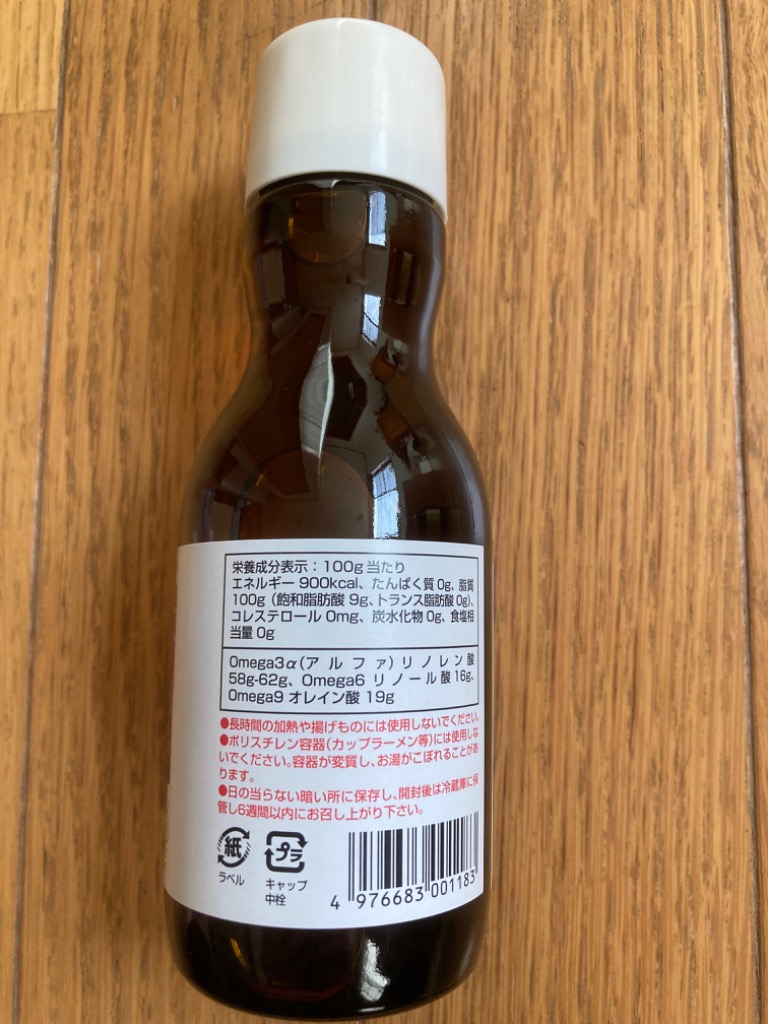 栄養成分表示：100g当たり
エネルギー 900kcal、たんぱく質 0g、脂質
100g（飽和脂肪酸 9g、トランス脂肪酸 0g）、
コレステロール 0mg、炭水化物 0g、食塩相
当量 0g
Omega3α(アルファ)リノレン酸
58g-62g、Omega6 リノール酸 16g、
Omega9 オレイン酸 19g
●長時間の加熱や揚げものには使用しないでください。
●ポリスチレン容器(カップラーメン等)には使用しな
いでください。容器が変質し、お湯がこぼれることがあ
ります。
●日の当らない暗い所に保存し、開封後は冷蔵庫に保
管し6週間以内にお召し上がり下さい。
紙
ラベル
プラ
キャップ
中栓
4 976683 001183